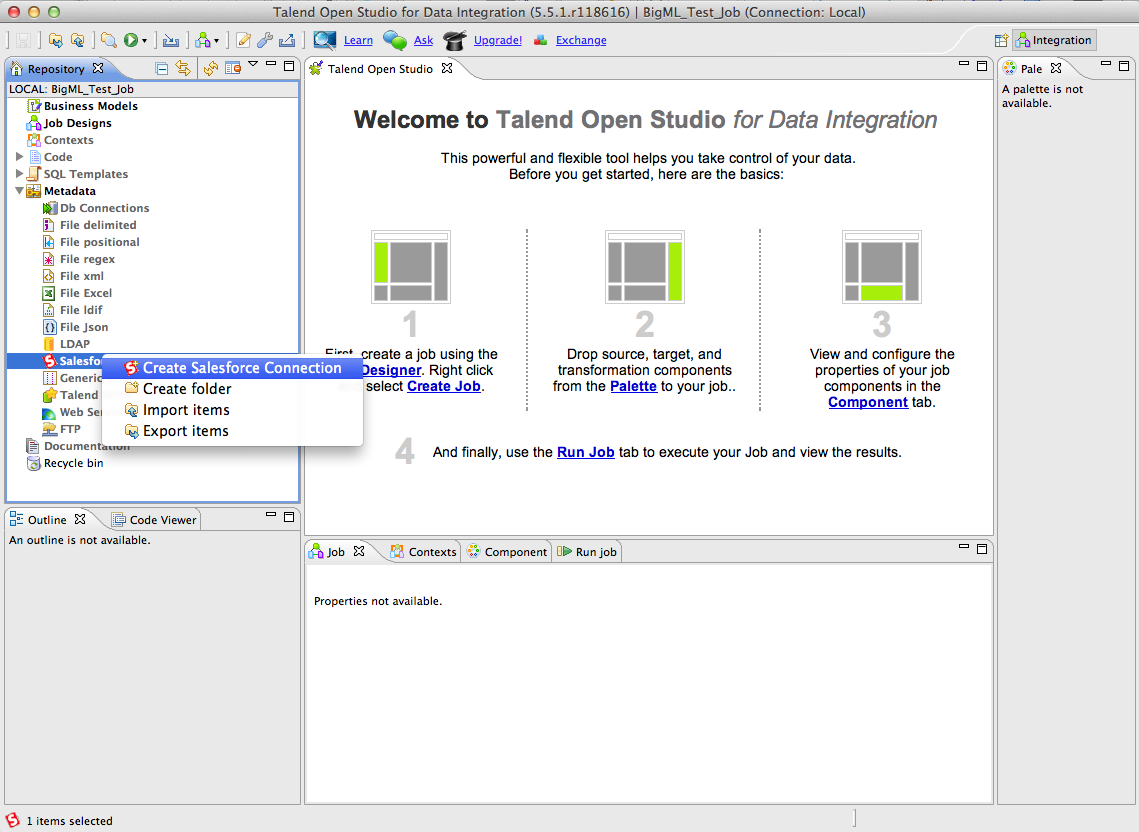 Talend Open Studio for Data Integration (5.5.1.r118616) | BigML_Test_Job (Connection: Local)
Learn Ask Upgrade! Exchange Integration
Repository
LOCAL: BigML_Test_Job
Business Models
Job Designs
Contexts
Code
SQL Templates
Metadata
Db Connections
File delimited
File positional
File regex
File xml
File Excel
File ldif
File Json
LDAP
Salesfo
Generic
Talend
Web Ser
FTP
Documentation
Recycle bin
Create Salesforce Connection
Create folder
Import items
Export items
Talend Open Studio
Welcome to Talend Open Studio for Data Integration
This powerful and flexible tool helps you take control of your data.
Before you get started, here are the basics:
1
First, create a job using the
Designer. Right click
select Create Job.
2
Drop source, target, and
transformation components
from the Palette to your job..
3
View and configure the
properties of your job
components in the
Component tab.
4 And finally, use the Run Job tab to execute your Job and view the results.
Pale
A palette is not
available.
Outline Code Viewer
An outline is not available.
Job Contexts Component Run job
Properties not available.
1 items selected